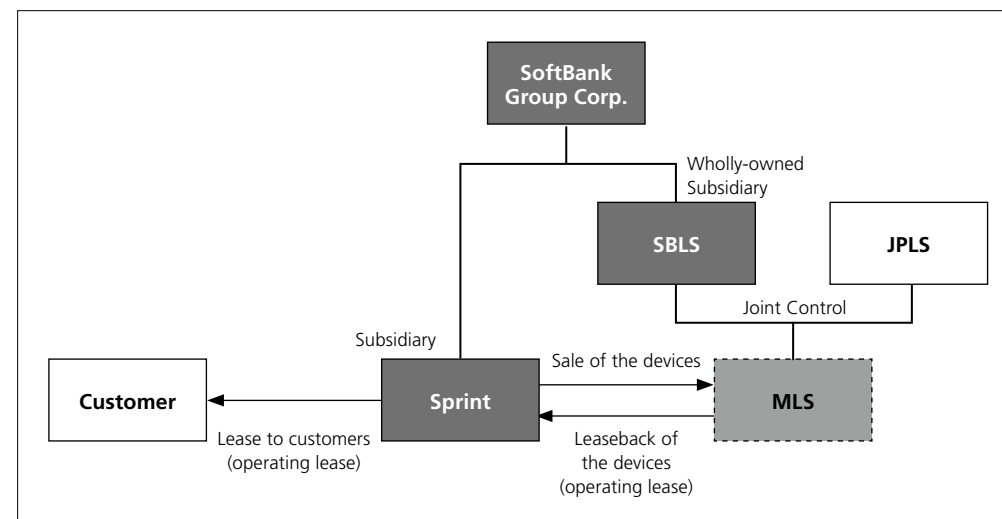 SoftBank
Group Corp.
Wholly-owned
Subsidiary
SBLS
JPLS
Joint Control
Subsidiary
Sale of the devices
Customer
Sprint
MLS
Lease to customers
(operating lease)
Leaseback of
the devices
(operating lease)